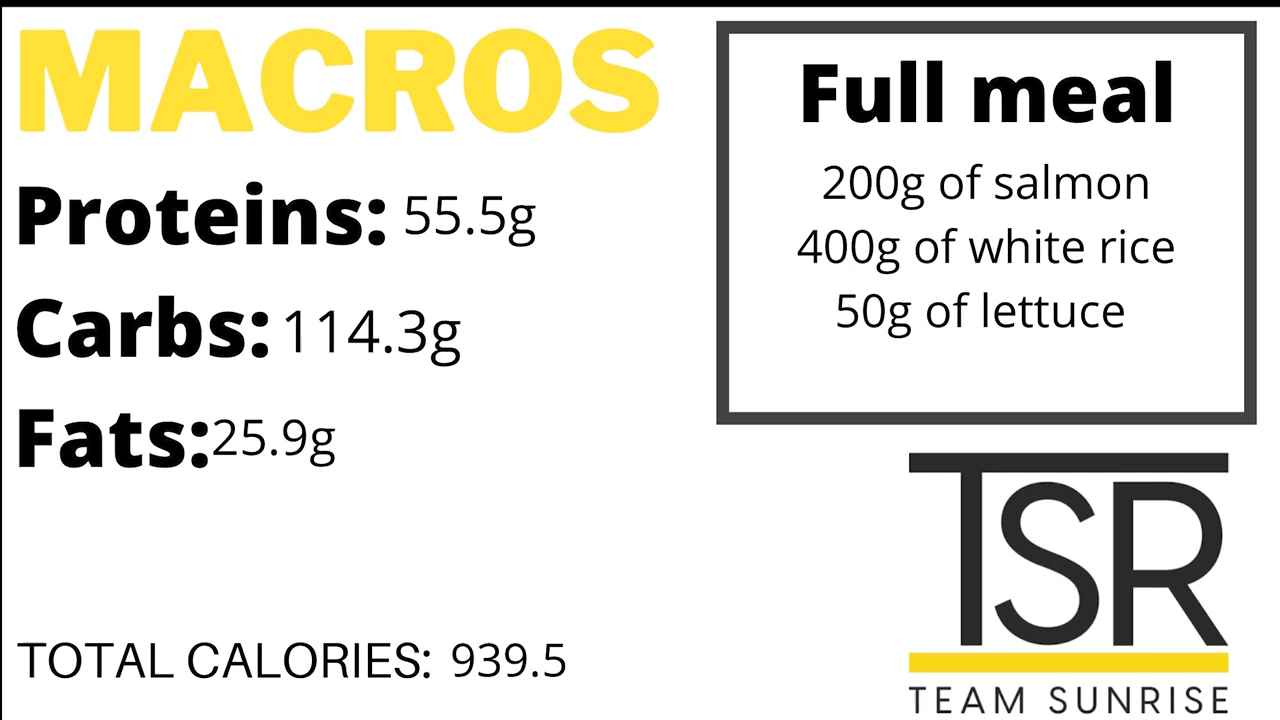 MACROS
Proteins: 55.5g
Carbs: 114.3g
Fats:25.9g
TOTAL CALORIES: 939.5
Full meal
200g of salmon
400g of white rice
50g of lettuce
TSR
TEAM SUNRISE